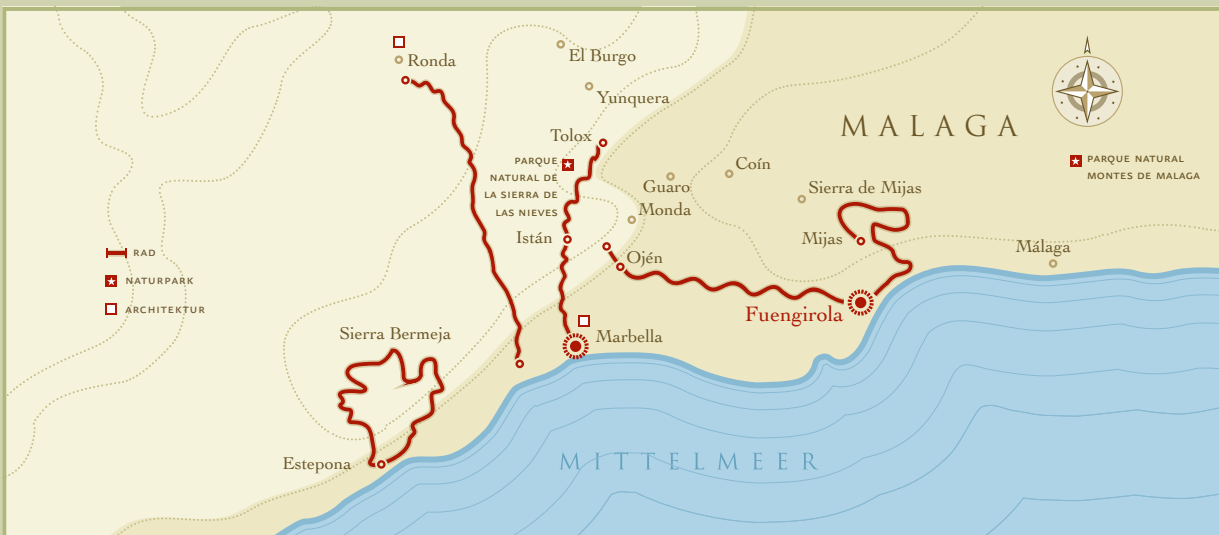 Ronda
El Burgo
Yunquera
Tolox
MALAGA
PARQUE
NATURAL DE
LA SIERRA DE
LAS NIEVES
Coín
PARQUE NATURAL
MONTES DE MALAGA
Guaro
Monda
Sierra de Mijas
Istán
Mijas
Málaga
Ojén
RAD
NATURPARK
ARCHITEKTUR
Fuengirola
Sierra Bermeja
Marbella
Estepona
MITTELMEER